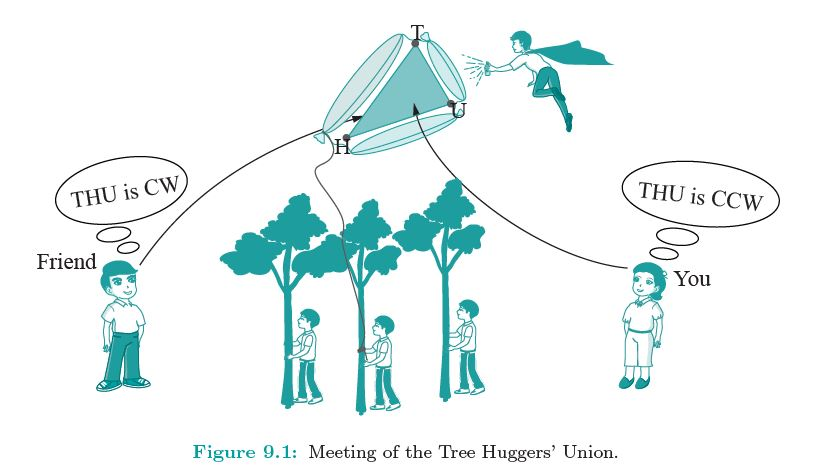 T
U
H
THU is CW
THU is CCW
Friend
You
Figure 9.1: Meeting of the Tree Huggers' Union.